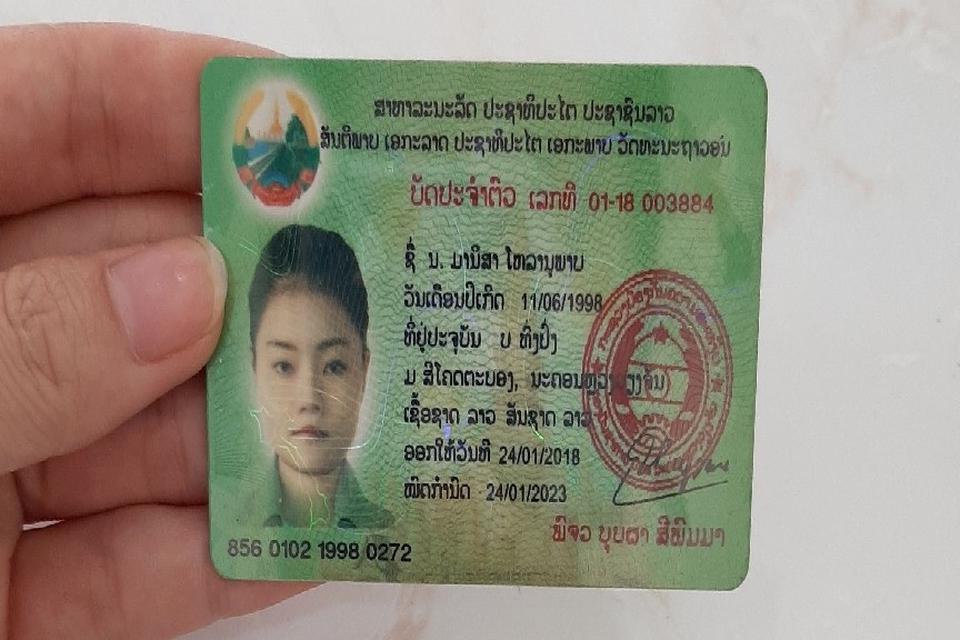 ສາທາລະນະລັດ ປະຊາທິປະໄຕ ປະຊາຊົນລາວ
ສັນຕິພາບ ເອກະລາດ ປະຊາທິປະໄຕ ເອກະພາບ ວັດທະນະຖາວອນ
ບັດປະຈຳຕົວ ເລກທີ 01-18 003884
ຊື່ ນ. ມານິສາ ໄຫລານຸພາບ
ວັນເດືອນປີເກີດ 11/06/1998
ທີ່ຢູ່ປະຈຸບັນ ບ ທົ່ງປົ່ງ
ມ ສີໂຄດຕະບອງ, ນະຄອນຫຼວງວຽງຈັນ
ເຊື້ອຊາດ ລາວ ສັນຊາດ ລາວ
ອອກໃຫ້ວັນທີ 24/01/2018
ໝົດກຳນົດ 24/01/2023
ພົຈວ ບຸບຜາ ສີພົມມາ
856 0102 1998 0272